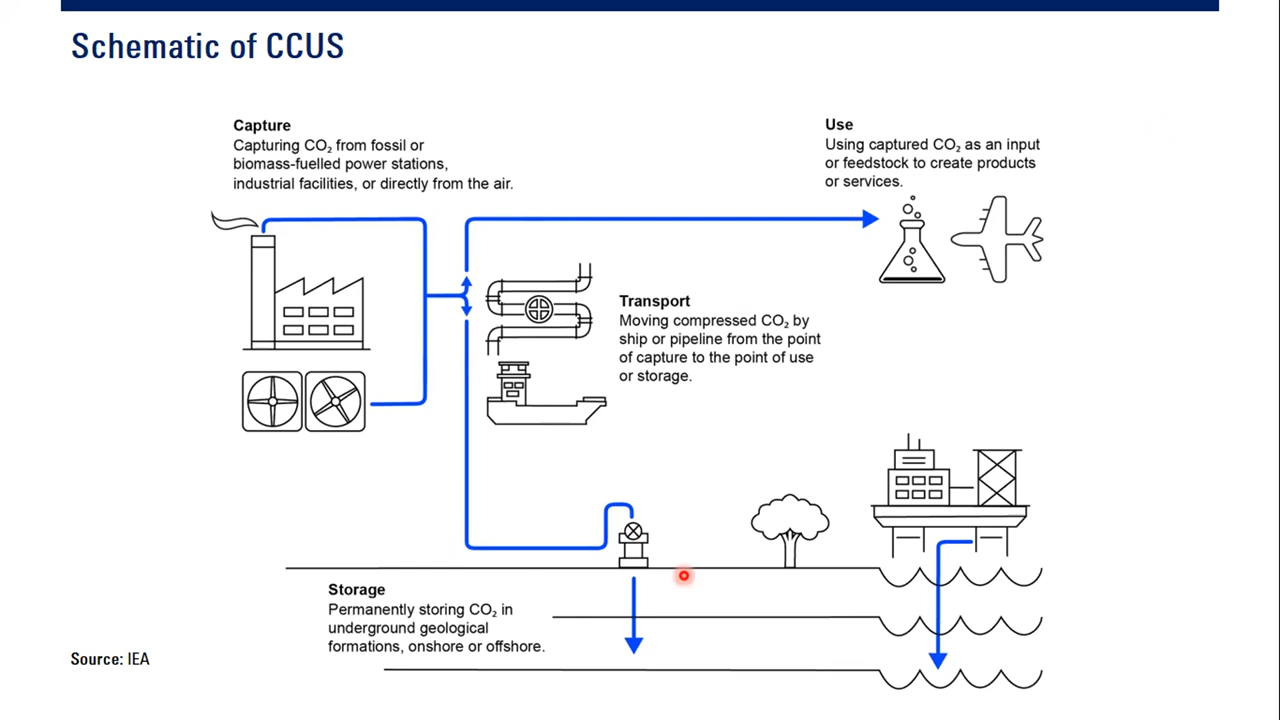 Schematic of CCUS
Capture
Capturing CO₂ from fossil or
biomass-fuelled power stations,
industrial facilities, or directly from the air.
Use
Using captured CO₂ as an input
or feedstock to create products
or services.
Transport
Moving compressed CO₂ by
ship or pipeline from the point
of capture to the point of use
or storage.
Storage
Permanently storing CO₂ in
underground geological
formations, onshore or offshore.
Source: IEA